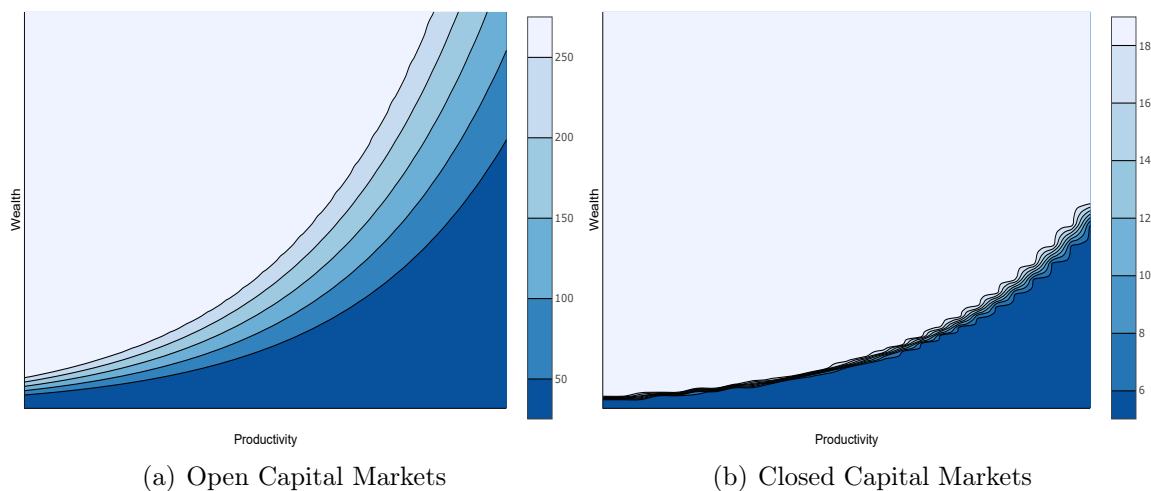 250
200
150
100
50
Wealth
Productivity
(a) Open Capital Markets
18
16
14
12
10
8
6
Wealth
Productivity
(b) Closed Capital Markets